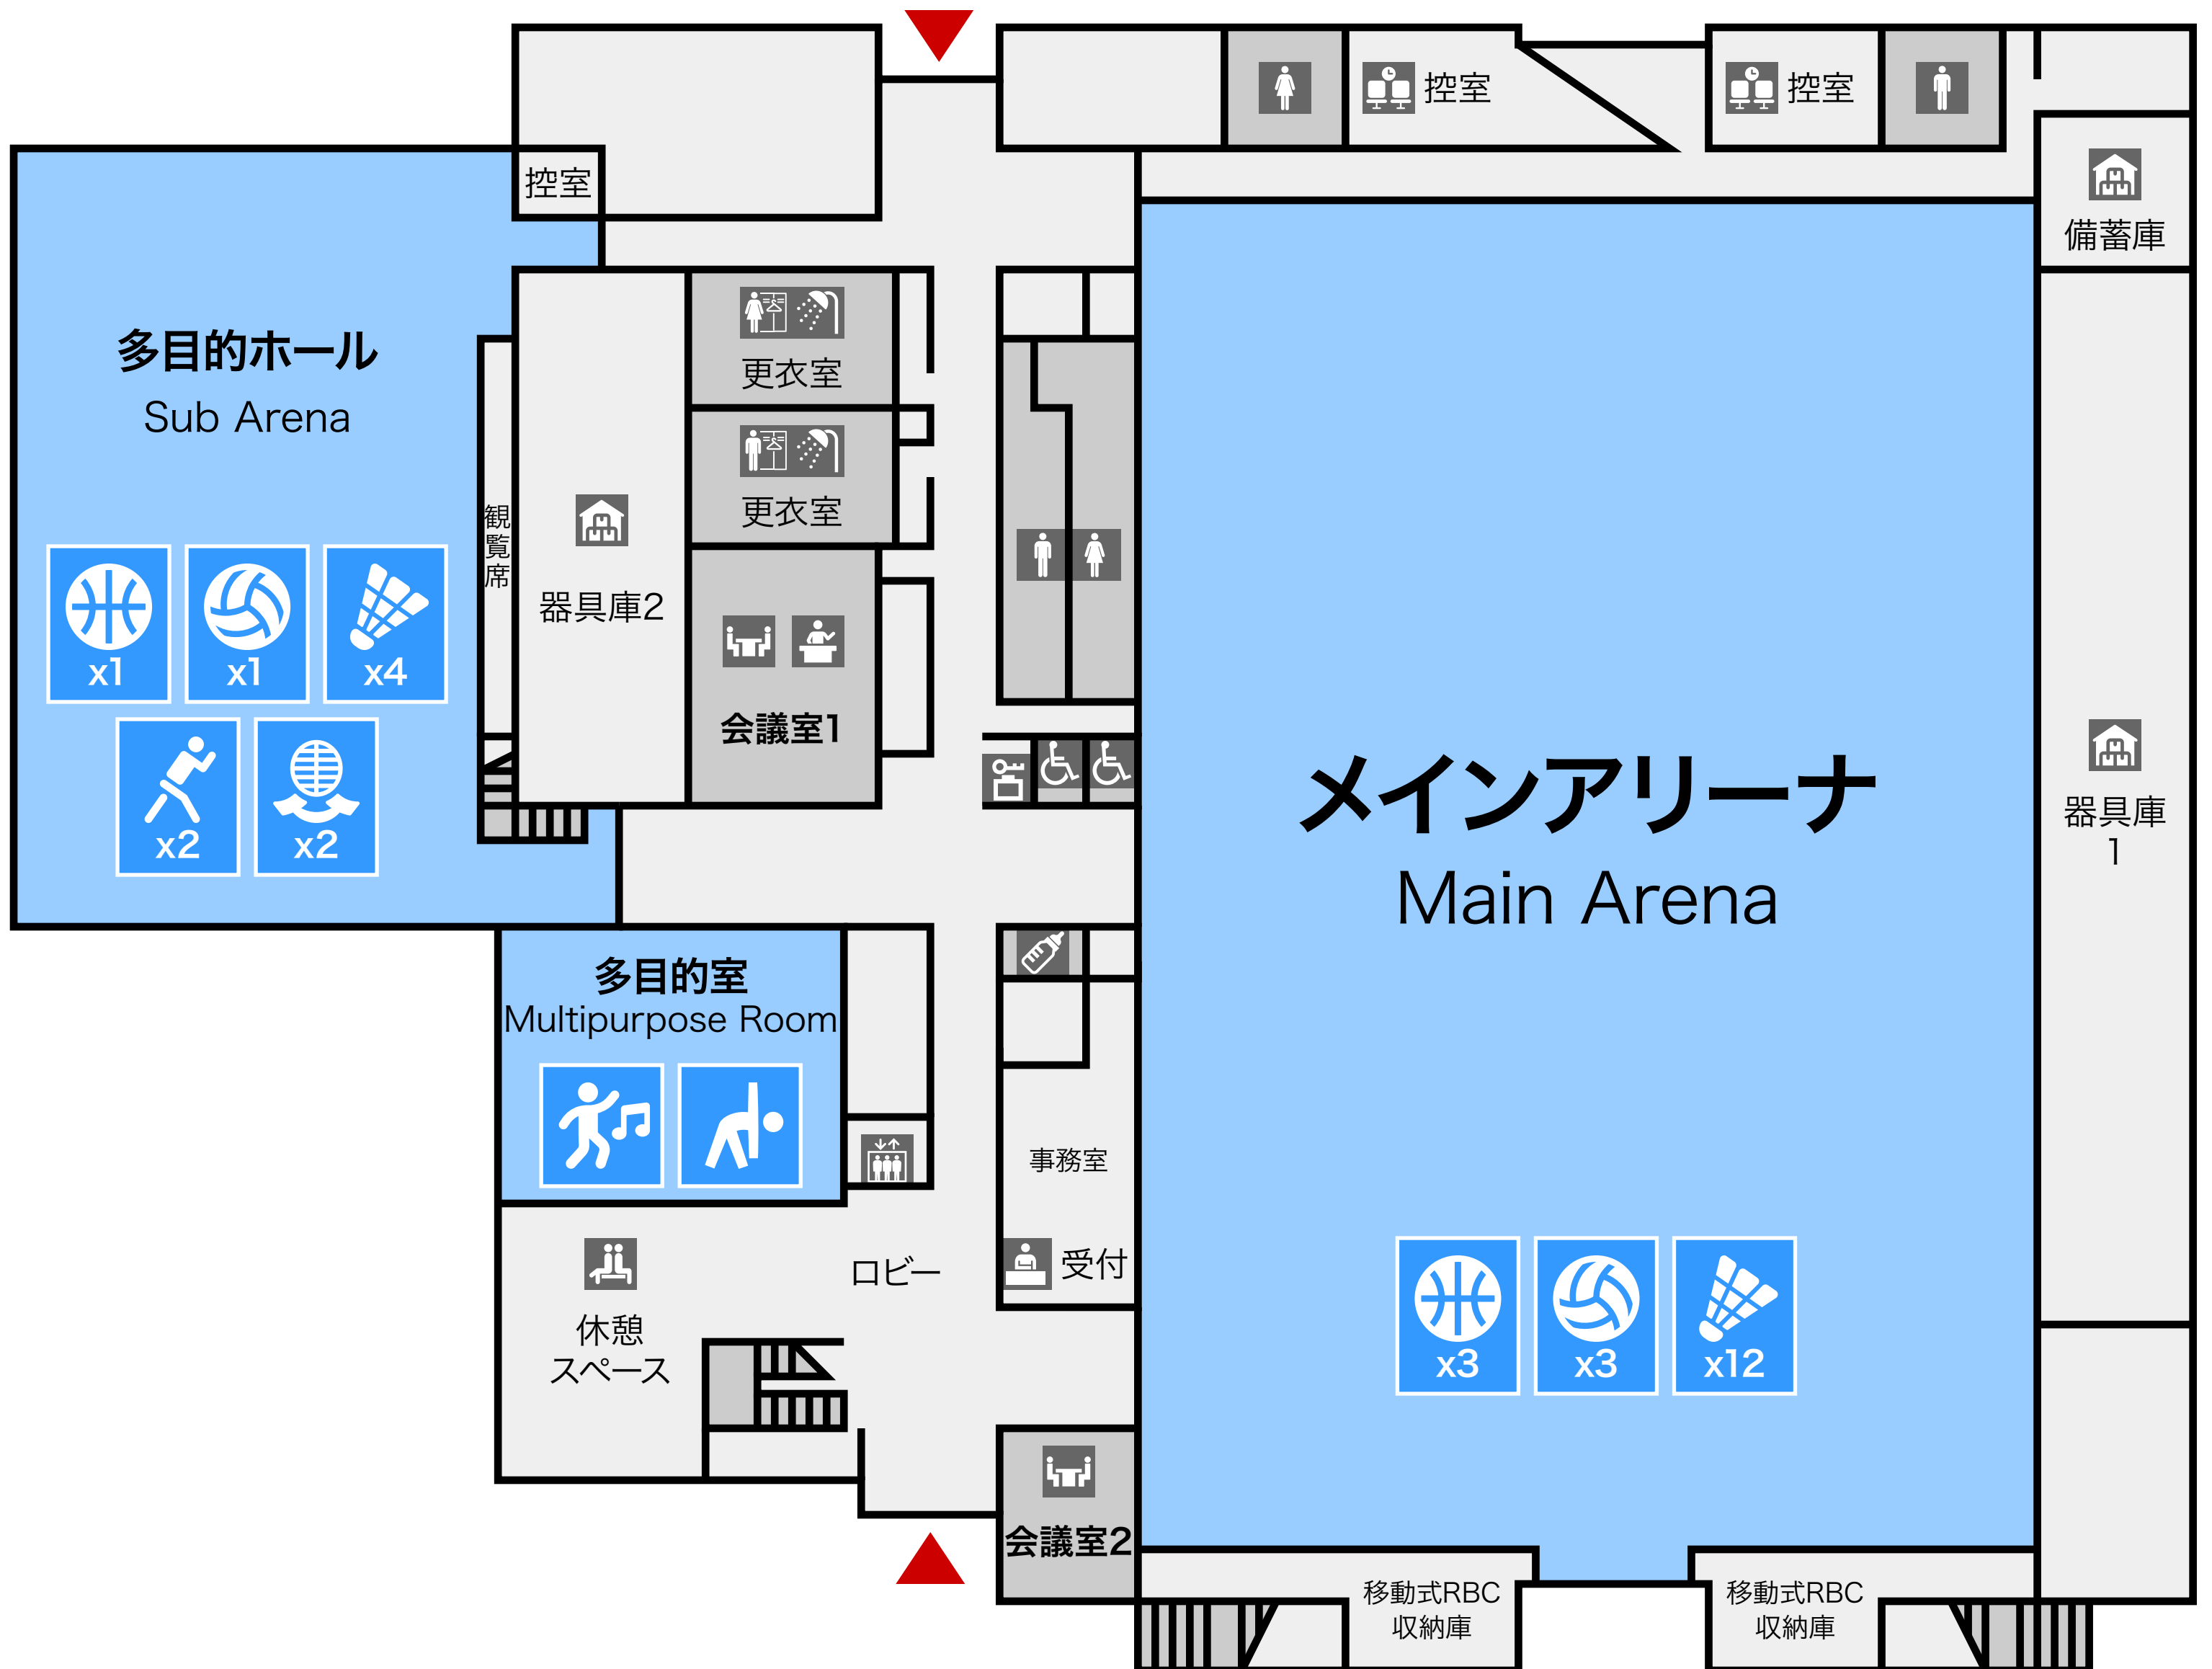 控室
控室
控室
備蓄庫
多目的ホール
Sub Arena
更衣室
更衣室
観覧席
器具庫2
x1
x1
x4
会議室1
x2
x2
メインアリーナ
Main Arena
器具庫
1
多目的室
Multipurpose Room
事務室
受付
ロビー
休憩
スペース
x3
x3
x12
会議室2
移動式RBC
収納庫
移動式RBC
収納庫